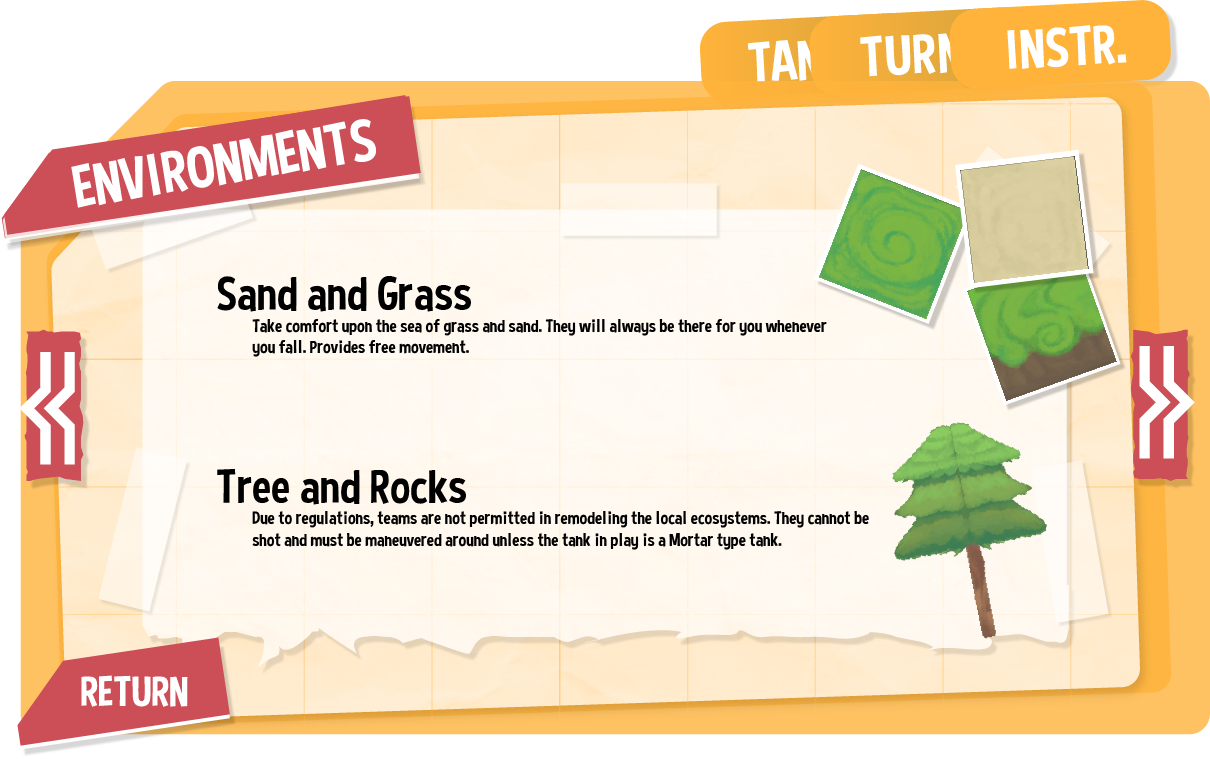 TAN
TURN
INSTR.
ENVIRONMENTS
Sand and Grass
Take comfort upon the sea of grass and sand. They will always be there for you whenever
you fall. Provides free movement.
Tree and Rocks
Due to regulations, teams are not permitted in remodeling the local ecosystems. They cannot be
shot and must be maneuvered around unless the tank in play is a Mortar type tank.
RETURN